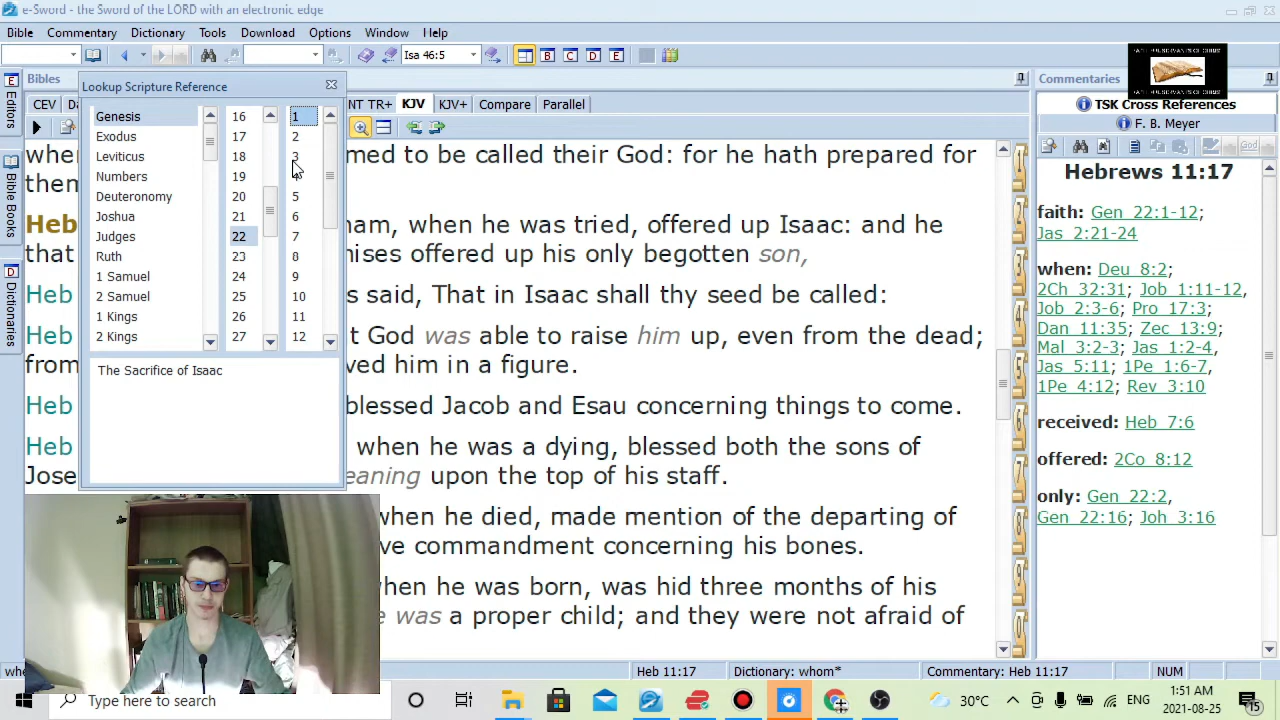 e-Sword - the Sword of the LORD with an electronic edge
Bible Commentary Dictionary Tools Download Options Window Help
Isa 46:5
B C D E
Bibles
Lookup Scripture Reference
Commentaries
CEV
NT TR+ KJV KJV+ Compare Parallel
TSK Cross References
F. B. Meyer
Editors
Bible Books
Dictionaries
Genesis 16 1
Exodus 17 2
Leviticus 18 3
Numbers 19
Deuteronomy 20 5
Joshua 21 6
Judges 22 7
Ruth 23 8
1 Samuel 24 9
2 Samuel 25 10
1 Kings 26 11
2 Kings 27 12
The Sacrifice of Isaac
med to be called their God: for he hath prepared for
them
Heb ham, when he was tried, offered up Isaac: and he
that mises offered up his only begotten son,
Heb s said, That in Isaac shall thy seed be called:
Heb t God was able to raise him up, even from the dead;
from ved him in a figure.
Heb blessed Jacob and Esau concerning things to come.
Heb when he was a dying, blessed both the sons of
Jose eaning upon the top of his staff.
when he died, made mention of the departing of
ve commandment concerning his bones.
hen he was born, was hid three months of his
e was a proper child; and they were not afraid of
Hebrews 11:17
faith: Gen 22:1-12;
Jas 2:21-24
when: Deu 8:2;
2Ch 32:31; Job 1:11-12,
Job 2:3-6; Pro 17:3;
Dan 11:35; Zec 13:9;
Mal 3:2-3; Jas 1:2-4,
Jas 5:11; 1Pe 1:6-7,
1Pe 4:12; Rev 3:10
received: Heb 7:6
offered: 2Co 8:12
only: Gen 22:2,
Gen 22:16; Joh 3:16
Heb 11:17 Dictionary: whom* Commentary: Heb 11:17 NUM
Type here to search
30°C ENG 1:51 AM
2021-08-25
15